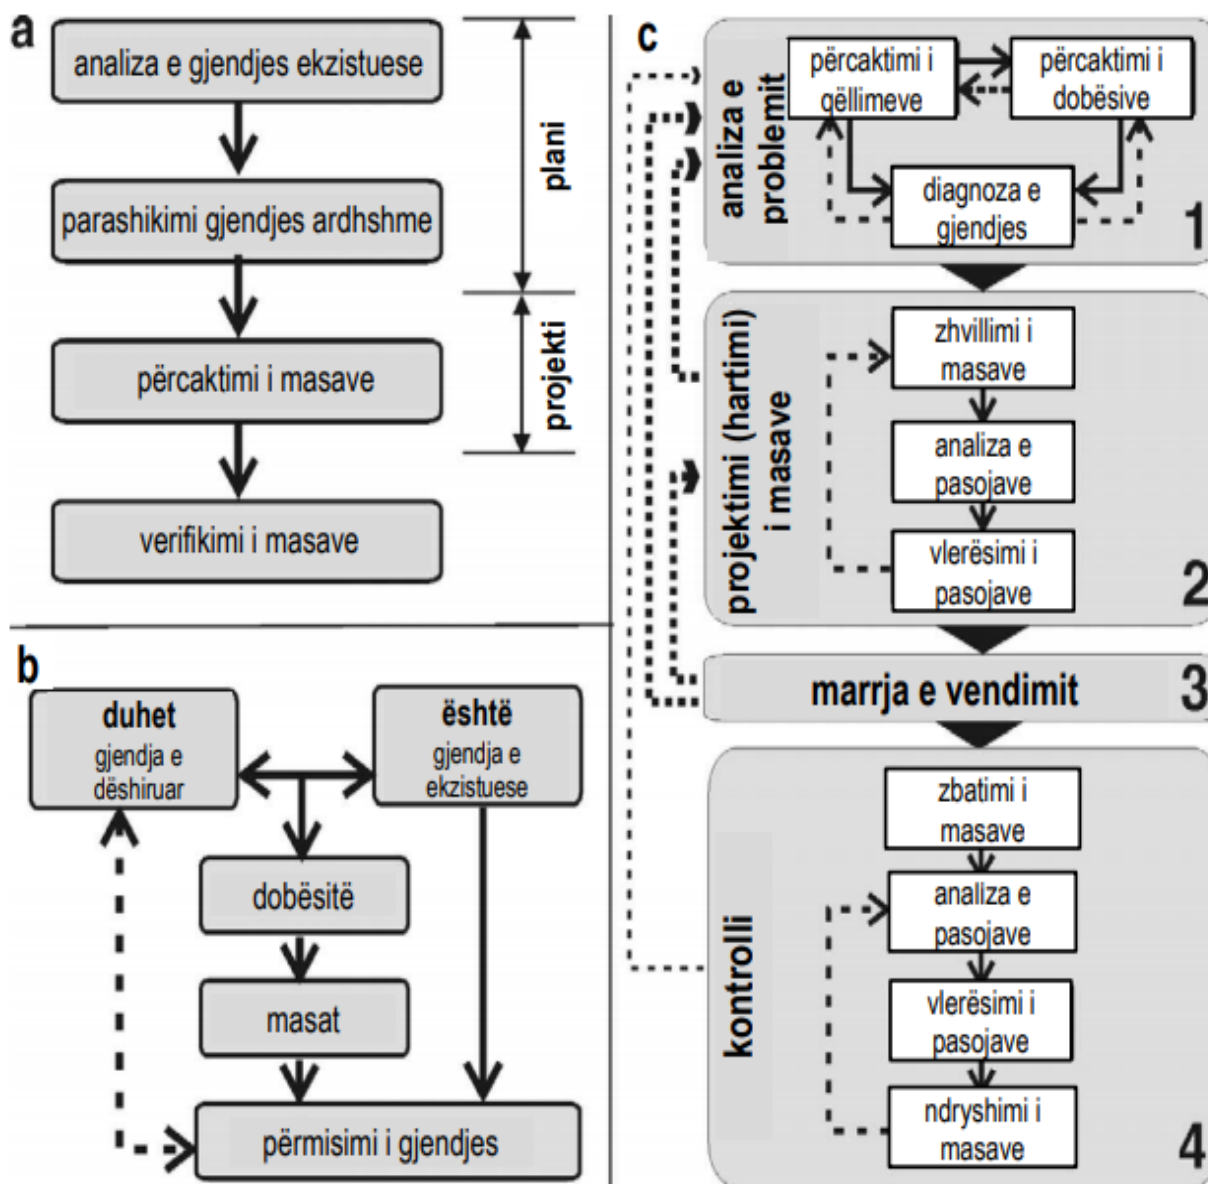 a
analiza e gjendjes ekzistuese
parashikimi gjendjes ardhshme
përcaktimi i masave
verifikimi i masave
plani
projekti
b
duhet
gjendja e
dëshiruar
është
gjendja e
ekzistuese
dobësitë
masat
përmisimi i gjendjes
c
analiza e
problemit
përcaktimi i
qëllimeve
përcaktimi i
dobësive
diagnoza e
gjendjes
1
projektimi (hartimi)
i masave
zhvillimi i
masave
analiza e
pasojave
vlerësimi i
pasojave
2
marrja e vendimit
3
kontrolli
zbatimi i
masave
analiza e
pasojave
vlerësimi i
pasojave
ndryshimi i
masave
4